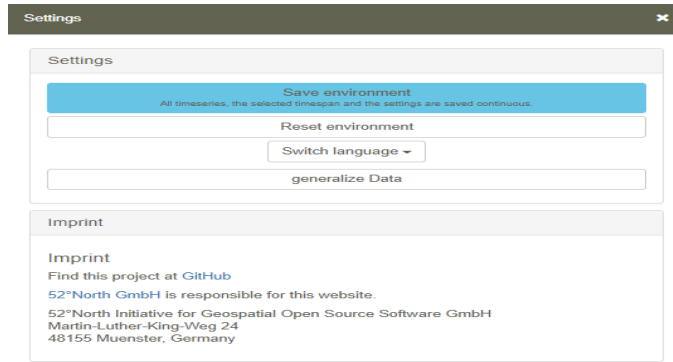 Settings
Settings
Save environment
All timeseries, the selected timespan and the settings are saved continuous.
Reset environment
Switch language
generalize Data
Imprint
Imprint
Find this project at GitHub
52°North GmbH is responsible for this website.
52°North Initiative for Geospatial Open Source Software GmbH
Martin-Luther-King-Weg 24
48155 Muenster, Germany